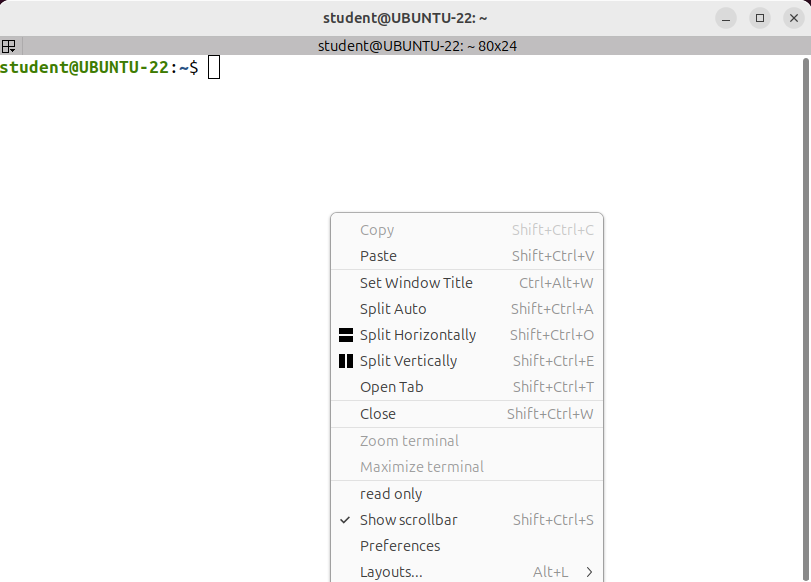 student@UBUNTU-22: ~
student@UBUNTU-22: ~ 80x24
student@UBUNTU-22:~$
Copy Shift+Ctrl+C
Paste Shift+Ctrl+V
Set Window Title Ctrl+Alt+W
Split Auto Shift+Ctrl+A
Split Horizontally Shift+Ctrl+O
Split Vertically Shift+Ctrl+E
Open Tab Shift+Ctrl+T
Close Shift+Ctrl+W
Zoom terminal
Maximize terminal
read only
Show scrollbar Shift+Ctrl+S
Preferences
Layouts... Alt+L